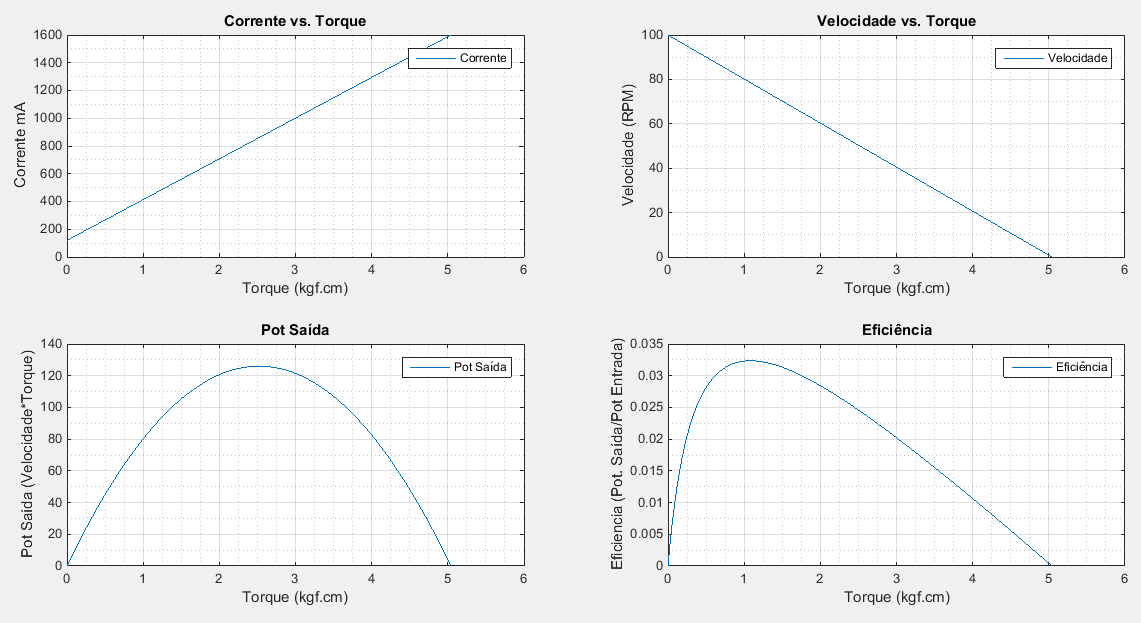 Corrente vs. Torque
Corrente mA
1600
1400
1200
1000
800
600
400
200
0
0 1 2 3 4 5 6
Torque (kgf.cm)
Corrente
Velocidade vs. Torque
Velocidade (RPM)
100
80
60
40
20
0
0 1 2 3 4 5 6
Torque (kgf.cm)
Velocidade
Pot Saída
Pot Saída (Velocidade*Torque)
140
120
100
80
60
40
20
0
0 1 2 3 4 5 6
Torque (kgf.cm)
Pot Saída
Eficiência
Eficiencia (Pot. Saída/Pot Entrada)
0.035
0.03
0.025
0.02
0.015
0.01
0.005
0
0 1 2 3 4 5 6
Torque (kgf.cm)
Eficiência